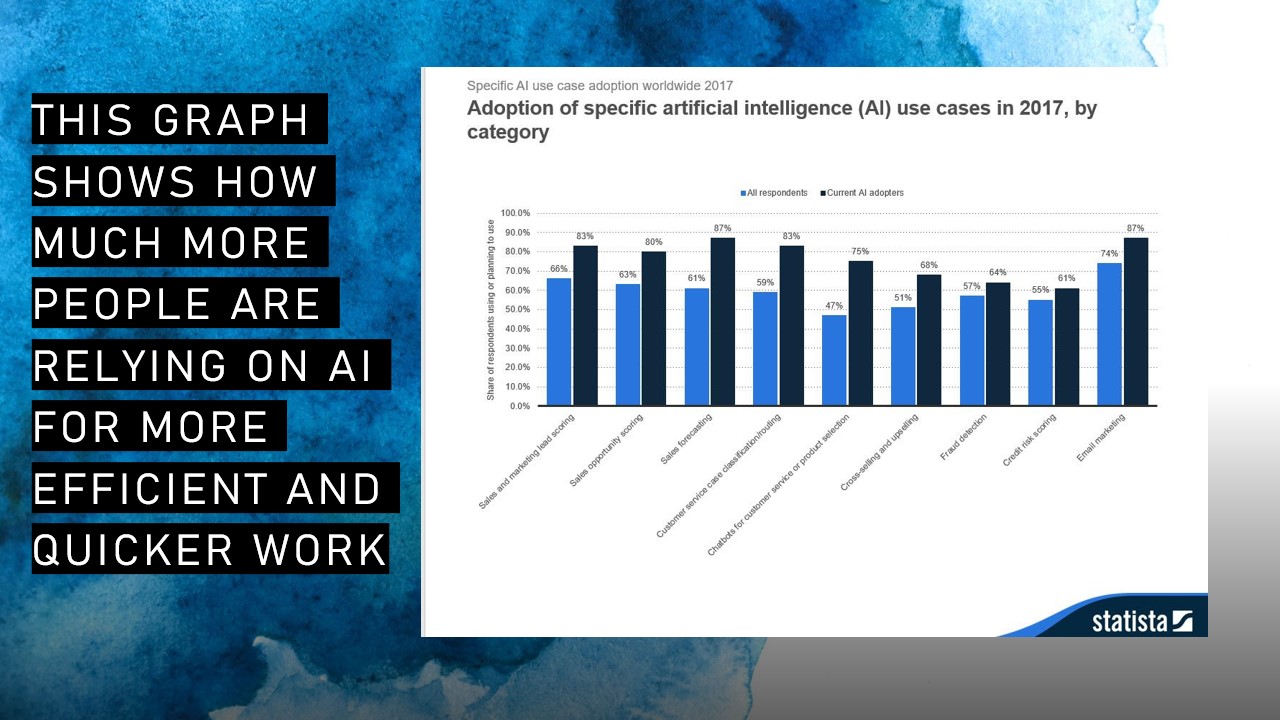 THIS GRAPH
SHOWS HOW
MUCH MORE
PEOPLE ARE
RELYING ON AI
FOR MORE
EFFICIENT AND
QUICKER WORK
Specific AI use case adoption worldwide 2017
Adoption of specific artificial intelligence (AI) use cases in 2017, by
category
All respondents Current AI adopters
Share of respondents using or planning to use
100.0%
90.0%
80.0%
70.0%
60.0%
50.0%
40.0%
30.0%
20.0%
10.0%
0.0%
66% 83% 63% 80% 61% 87% 59% 83% 47% 75% 51% 68% 57% 64% 55% 61% 74% 87%
Sales and marketing lead scoring
Sales opportunity scoring
Sales forecasting
Customer service case classification/routing
Chatbots for customer service or product selection
Cross-selling and upselling
Fraud detection
Credit risk scoring
Email marketing
statista